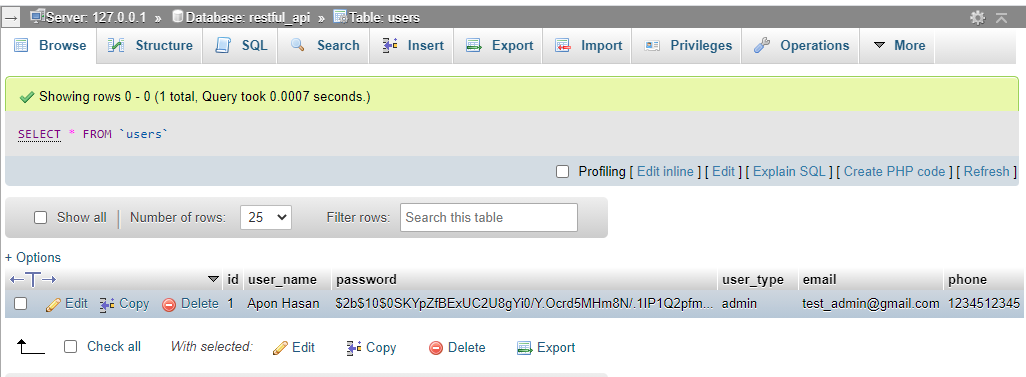 Server: 127.0.0.1 » Database: restful_api » Table: users
Browse Structure SQL Search Insert Export Import Privileges Operations More
Showing rows 0 - 0 (1 total, Query took 0.0007 seconds.)
SELECT * FROM `users`
Profiling [ Edit inline ] [ Edit ] [ Explain SQL ] [ Create PHP code ] [ Refresh ]
Show all Number of rows: 25 Filter rows: Search this table
+ Options
id user_name password user_type email phone
Edit Copy Delete 1 Apon Hasan $2b$10$0SKYpZfBExUC2U8gYi0/Y.Ocrd5MHm8N/.1IP1Q2pfm... admin test_admin@gmail.com 1234512345
Check all With selected: Edit Copy Delete Export